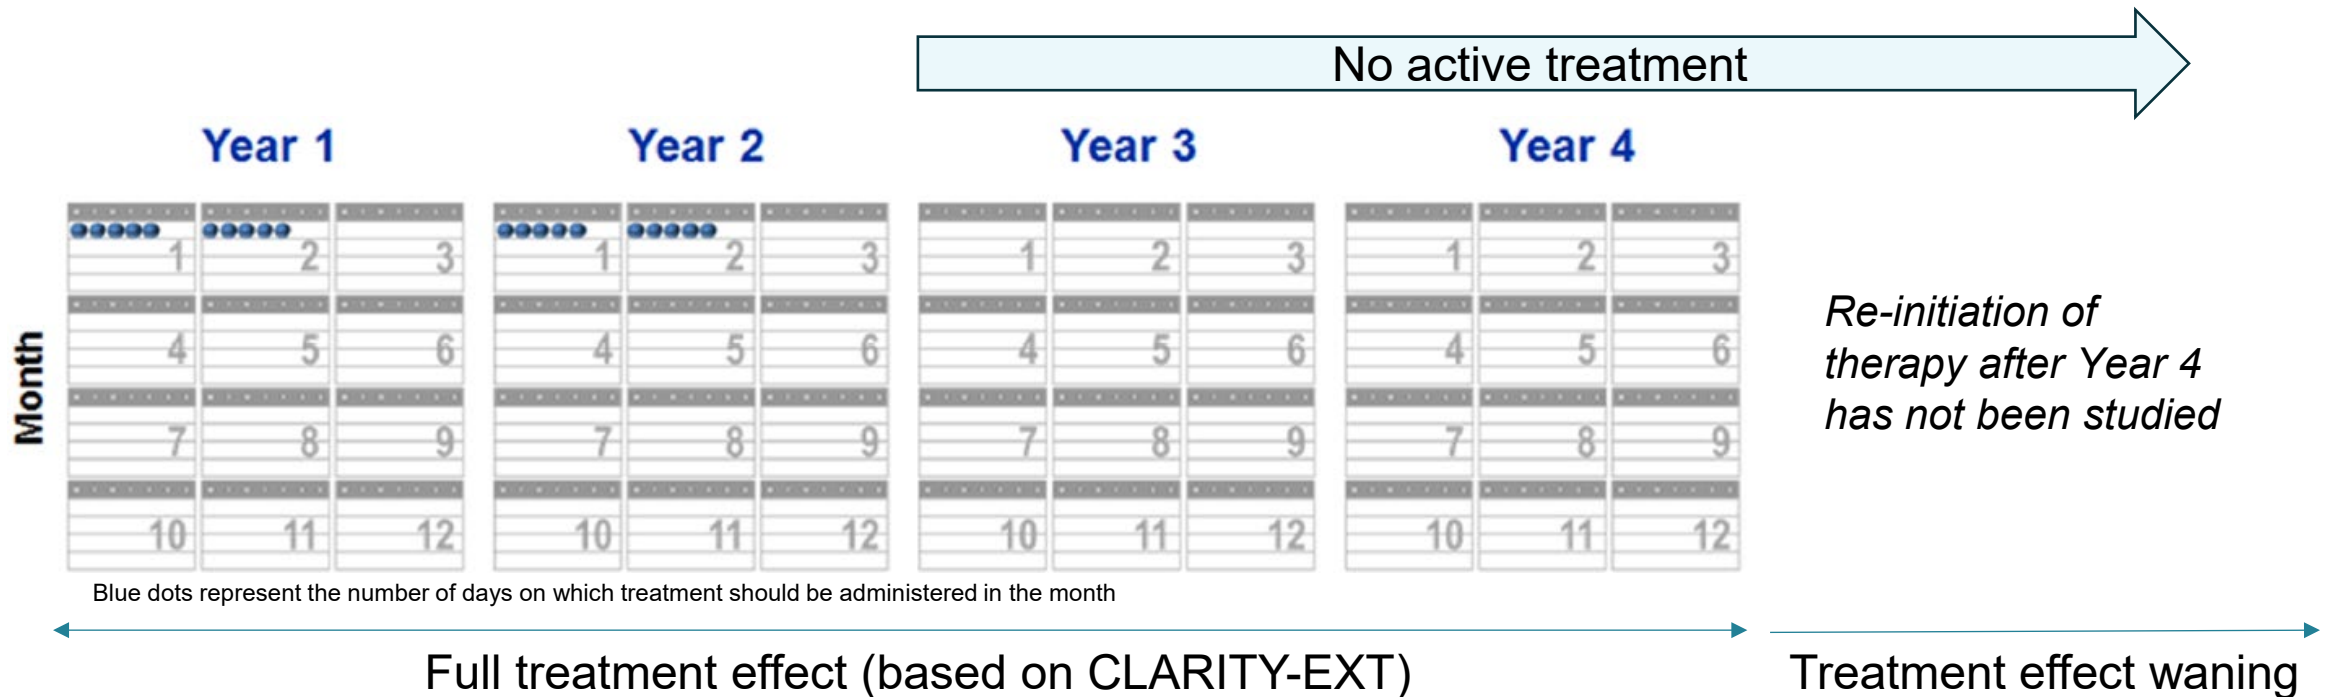 No active treatment
Year 1
Year 2
Year 3
Year 4
Month
1 2 3 1 2 3 1 2 3 1 2 3
4 5 6 4 5 6 4 5 6 4 5 6
7 8 9 7 8 9 7 8 9 7 8 9
10 11 12 10 11 12 10 11 12 10 11 12
Re-initiation of
therapy after Year 4
has not been studied
Blue dots represent the number of days on which treatment should be administered in the month
Full treatment effect (based on CLARITY-EXT)
Treatment effect waning